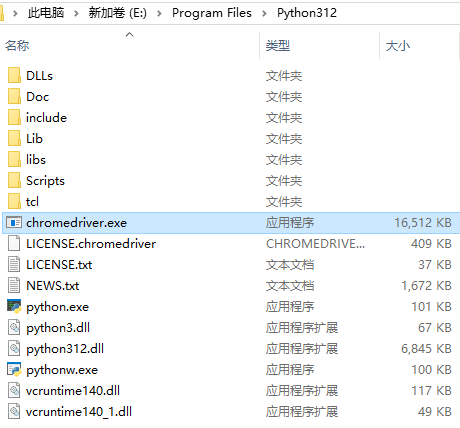 此电脑 > 新加卷 (E:) > Program Files > Python312
名称 类型 大小
DLLs 文件夹
Doc 文件夹
include 文件夹
Lib 文件夹
libs 文件夹
Scripts 文件夹
tcl 文件夹
chromedriver.exe 应用程序 16,512 KB
LICENSE.chromedriver CHROMEDRIVE... 409 KB
LICENSE.txt 文本文档 37 KB
NEWS.txt 文本文档 1,672 KB
python.exe 应用程序 101 KB
python3.dll 应用程序扩展 67 KB
python312.dll 应用程序扩展 6,845 KB
pythonw.exe 应用程序 100 KB
vcruntime140.dll 应用程序扩展 117 KB
vcruntime140_1.dll 应用程序扩展 49 KB